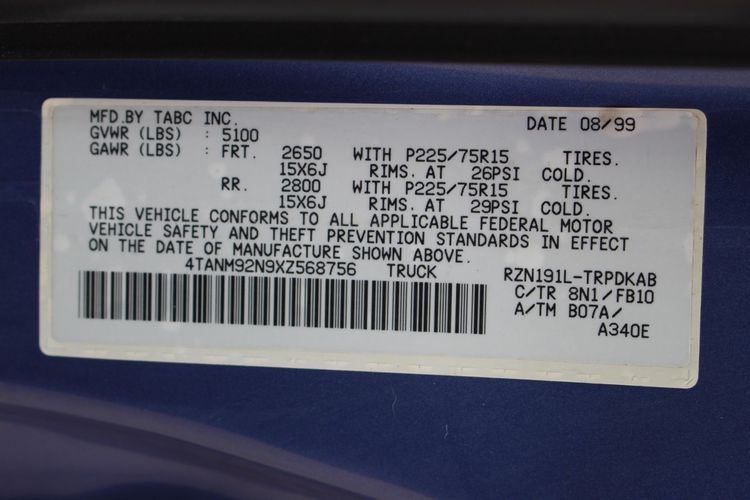 MFD.BY TABC INC. DATE 08/99
GVWR (LBS) : 5100
GAWR (LBS) : FRT. 2650 WITH P225/75R15 TIRES.
15X6J RIMS. AT 26PSI COLD.
RR. 2800 WITH P225/75R15 TIRES.
15X6J RIMS. AT 29PSI COLD.
THIS VEHICLE CONFORMS TO ALL APPLICABLE FEDERAL MOTOR
VEHICLE SAFETY AND THEFT PREVENTION STANDARDS IN EFFECT
ON THE DATE OF MANUFACTURE SHOWN ABOVE.
4TANM92N9XZ568756 TRUCK RZN191L-TRPDKAB
C/TR 8N1/FB10
A/TM B07A/
A340E